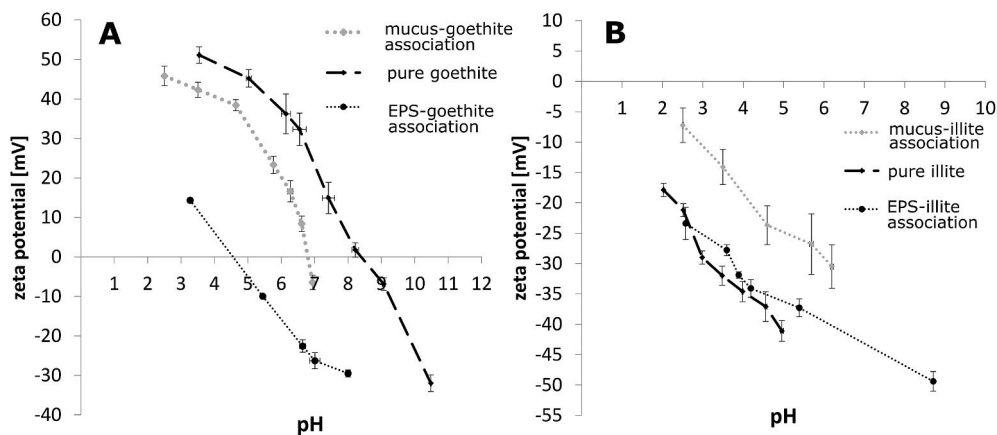 A
60
50
40
30
20
10
0
-10
-20
-30
-40
zeta potential [mV]
1 2 3 4 5 6 7 8 9 10 11 12
pH
mucus-goethite
association
pure goethite
EPS-goethite
association
B
10
5
0
-5
-10
-15
-20
-25
-30
-35
-40
-45
-50
-55
zeta potential [mV]
1 2 3 4 5 6 7 8 9 10
pH
mucus-illite
association
pure illite
EPS-illite
association